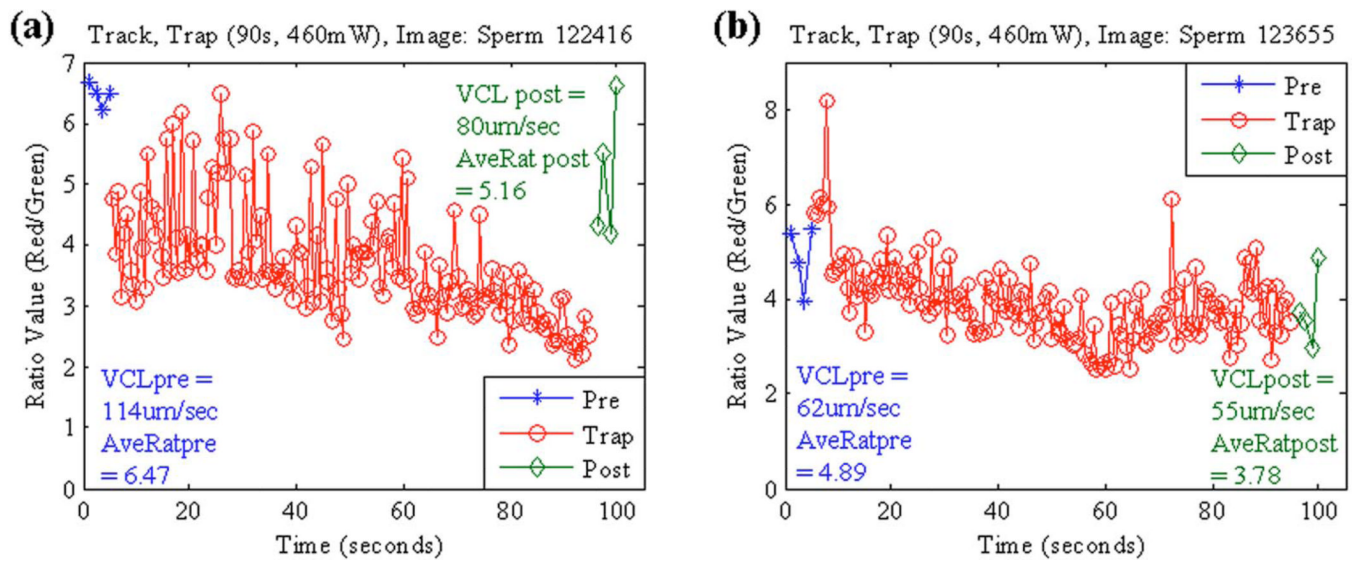 (a)
Track, Trap (90s, 460mW), Image: Sperm 122416
Ratio Value (Red/Green)
7
6
5
4
3
2
1
0
VCL post =
80um/sec
AveRat post
= 5.16
VCLpre =
114um/sec
AveRatpre
= 6.47
Pre
Trap
Post
0
20
40
60
80
100
Time (seconds)
(b)
Track, Trap (90s, 460mW), Image: Sperm 123655
Ratio Value (Red/Green)
8
6
4
2
0
Pre
Trap
Post
VCLpre =
62um/sec
AveRatpre
= 4.89
VCLpost =
55um/sec
AveRatpost
= 3.78
0
20
40
60
80
100
Time (seconds)